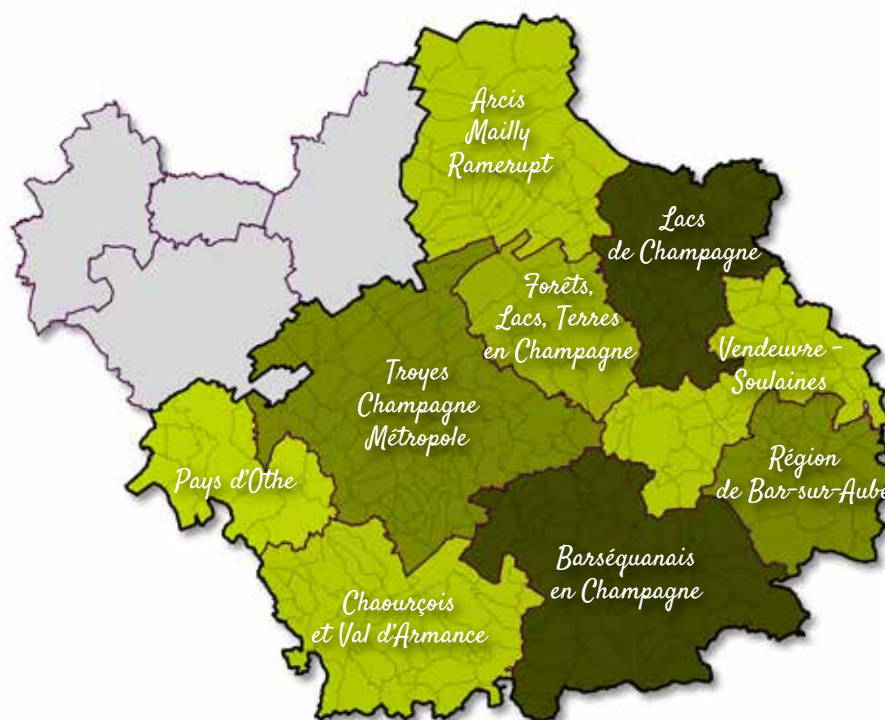 Arcis
Mailly
Ramerupt
Lacs
de Champagne
Forêts,
Lacs, Terres
en Champagne
Vendeuvre -
Soulaines
Troyes
Champagne
Métropole
Région
de Bar-sur-Aube
Pays d'Othe
Barséquanais
en Champagne
Chaourçois
et Val d'Armance